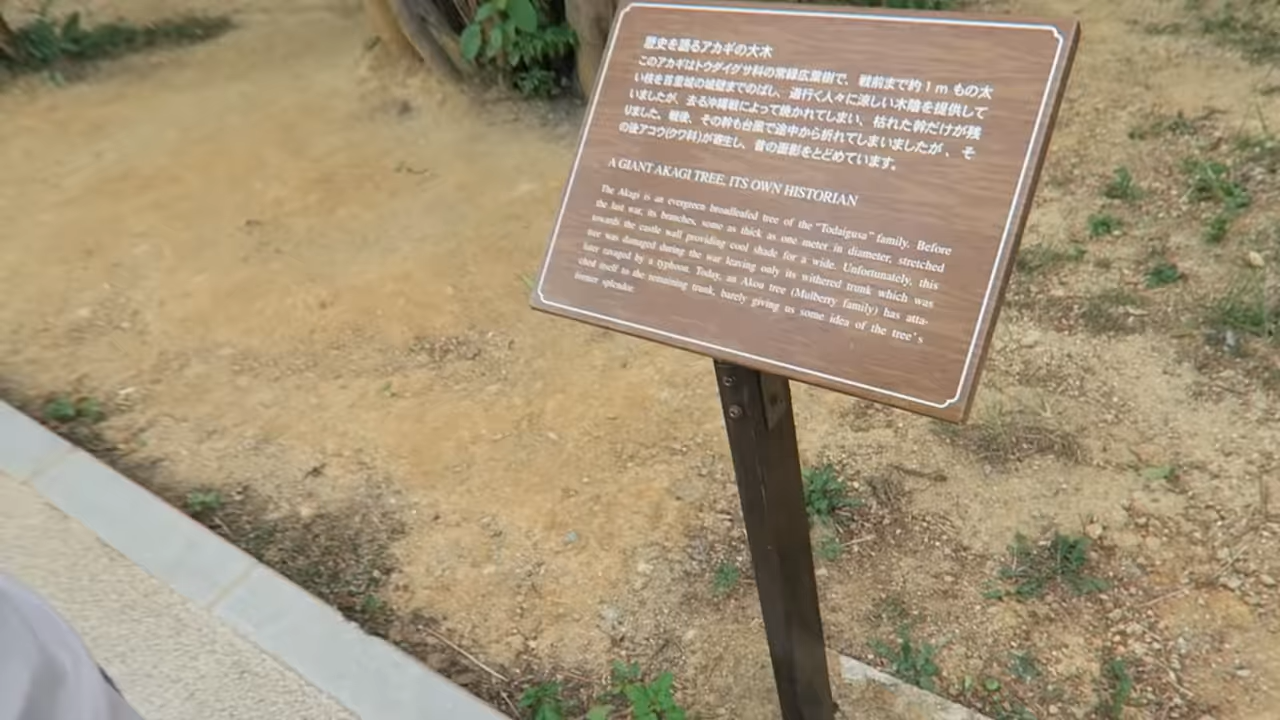 歴史を語るアカギの大木
このアカギはトウダイグサ科の常緑広葉樹で、戦前まで約1mもの太
い枝を首里城の城壁までのばし、道行く人々に涼しい木陰を提供して
いましたが、去る沖縄戦によって焼かれてしまい、枯れた幹だけが残
りました。戦後、その幹も台風で途中から折れてしまいましたが、そ
の後アコウ(クワ科)が寄生し、昔の面影をとどめています。
A GIANT AKAGI TREE, ITS OWN HISTORIAN
The Akagi is an evergreen broadleafed tree of the "Todaigusa" family. Before
the last war, its branches, some as thick as one meter in diameter, stretched
towards the castle wall providing cool shade for a wide. Unfortunately, this
tree was damaged during the war leaving only its withered trunk which was
later ravaged by a typhoon. Today, an Akou tree (Mulberry family) has atta-
ched itself to the remaining trunk, barely giving us some idea of the tree's
former splendor.